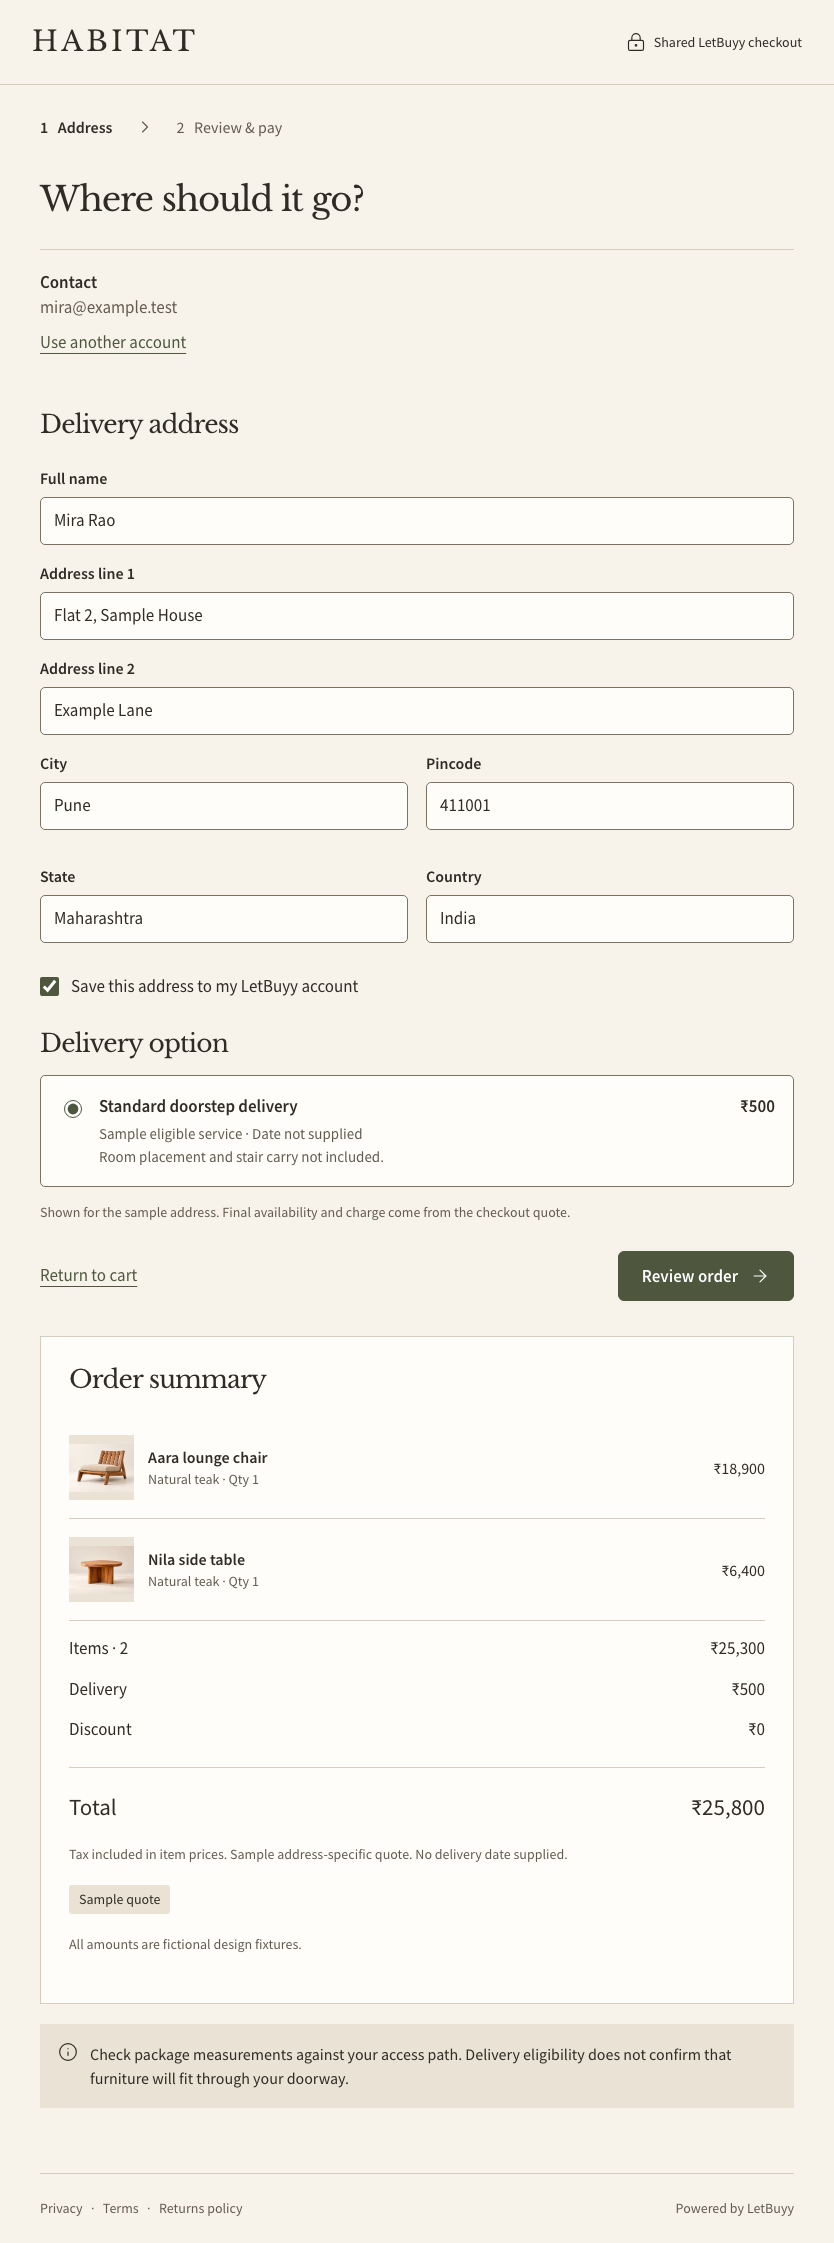 HABITAT
Shared LetBuyy checkout
1 Address
2 Review & pay
Where should it go?
Contact
mira@example.test
Use another account
Delivery address
Full name
Mira Rao
Address line 1
Flat 2, Sample House
Address line 2
Example Lane
City
Pincode
Pune
411001
State
Country
Maharashtra
India
Save this address to my LetBuyy account
Delivery option
Standard doorstep delivery
₹500
Sample eligible service · Date not supplied
Room placement and stair carry not included.
Shown for the sample address. Final availability and charge come from the checkout quote.
Return to cart
Review order
Order summary
Aara lounge chair
Natural teak · Qty 1
₹18,900
Nila side table
Natural teak · Qty 1
₹6,400
Items · 2
₹25,300
Delivery
₹500
Discount
₹0
Total
₹25,800
Tax included in item prices. Sample address-specific quote. No delivery date supplied.
Sample quote
All amounts are fictional design fixtures.
Check package measurements against your access path. Delivery eligibility does not confirm that
furniture will fit through your doorway.
Privacy · Terms · Returns policy
Powered by LetBuyy